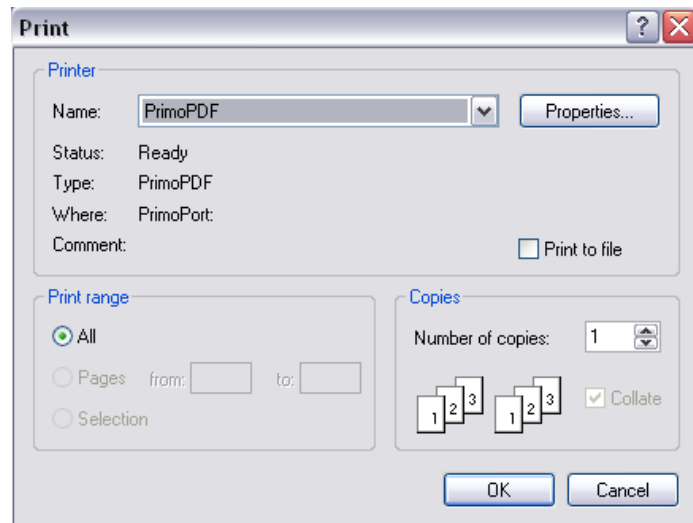 Print
Printer
Name: PrimoPDF Properties...
Status: Ready
Type: PrimoPDF
Where: PrimoPort:
Comment: Print to file
Print range
All
Pages from: to:
Selection
Copies
Number of copies: 1
1 2 3 1 2 3 Collate
OK Cancel